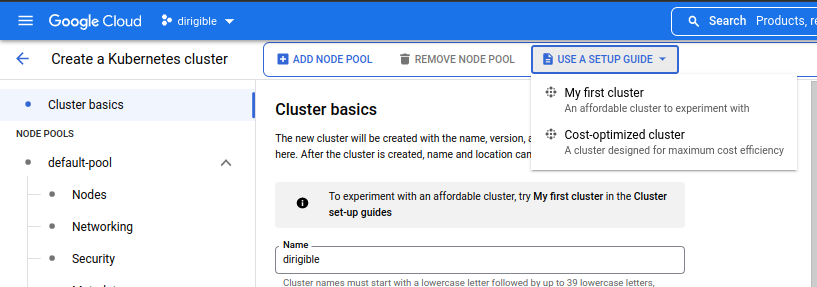 Google Cloud
dirigible
Search Products,
Create a Kubernetes cluster
ADD NODE POOL
REMOVE NODE POOL
USE A SETUP GUIDE
My first cluster
An affordable cluster to experiment with
Cost-optimized cluster
A cluster designed for maximum cost efficiency
Cluster basics
NODE POOLS
default-pool
Nodes
Networking
Security
Cluster basics
The new cluster will be created with the name, version,
here. After the cluster is created, name and location
To experiment with an affordable cluster, try My first cluster in the Cluster
set-up guides
Name
dirigible
Cluster names must start with a lowercase letter followed by up to 39 lowercase letters,